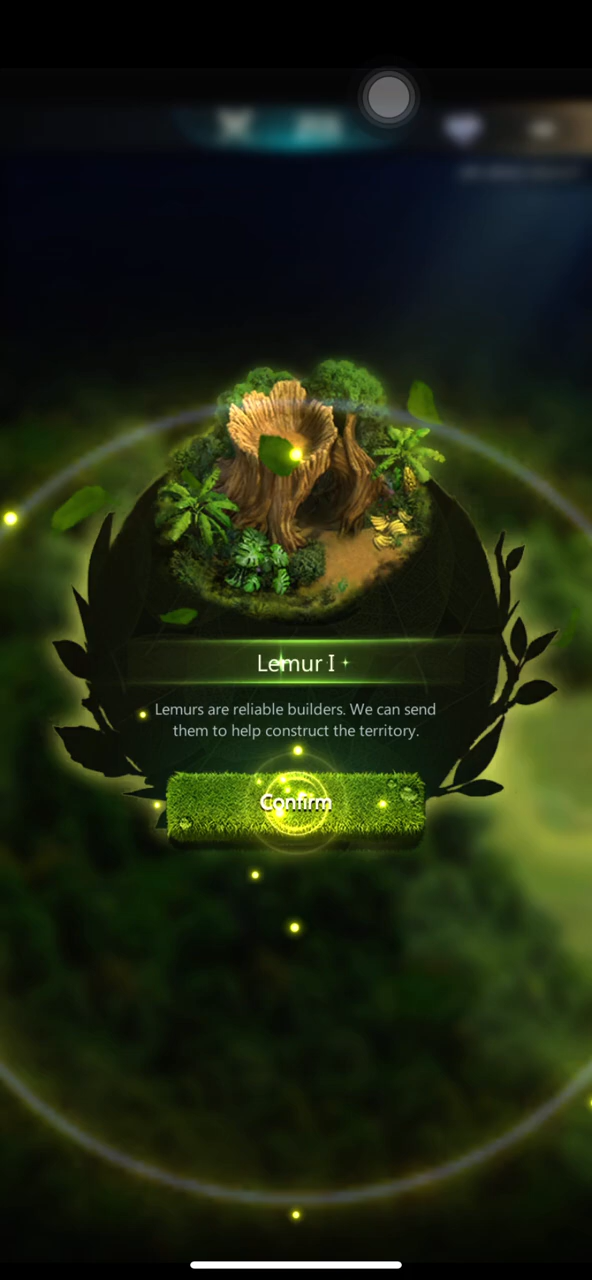 Lemur I
Lemurs are reliable builders. We can send
them to help construct the territory.
Confirm